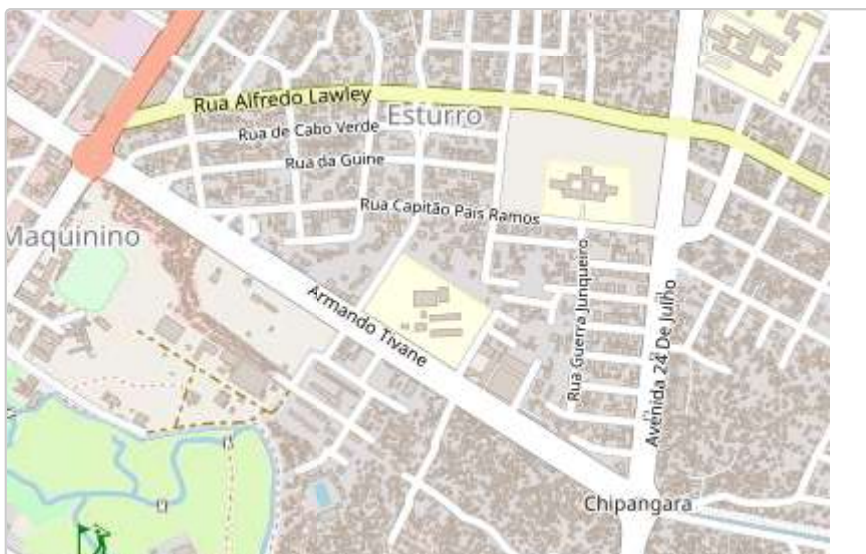 Rua Alfredo Lawley
Esturro
Rua de Cabo Verde
Rua da Guine
Rua Capitão Pais Ramos
Maquinino
Armando Tivane
Rua Guerra Junqueiro
Avenida 24 De Julho
Chipangara